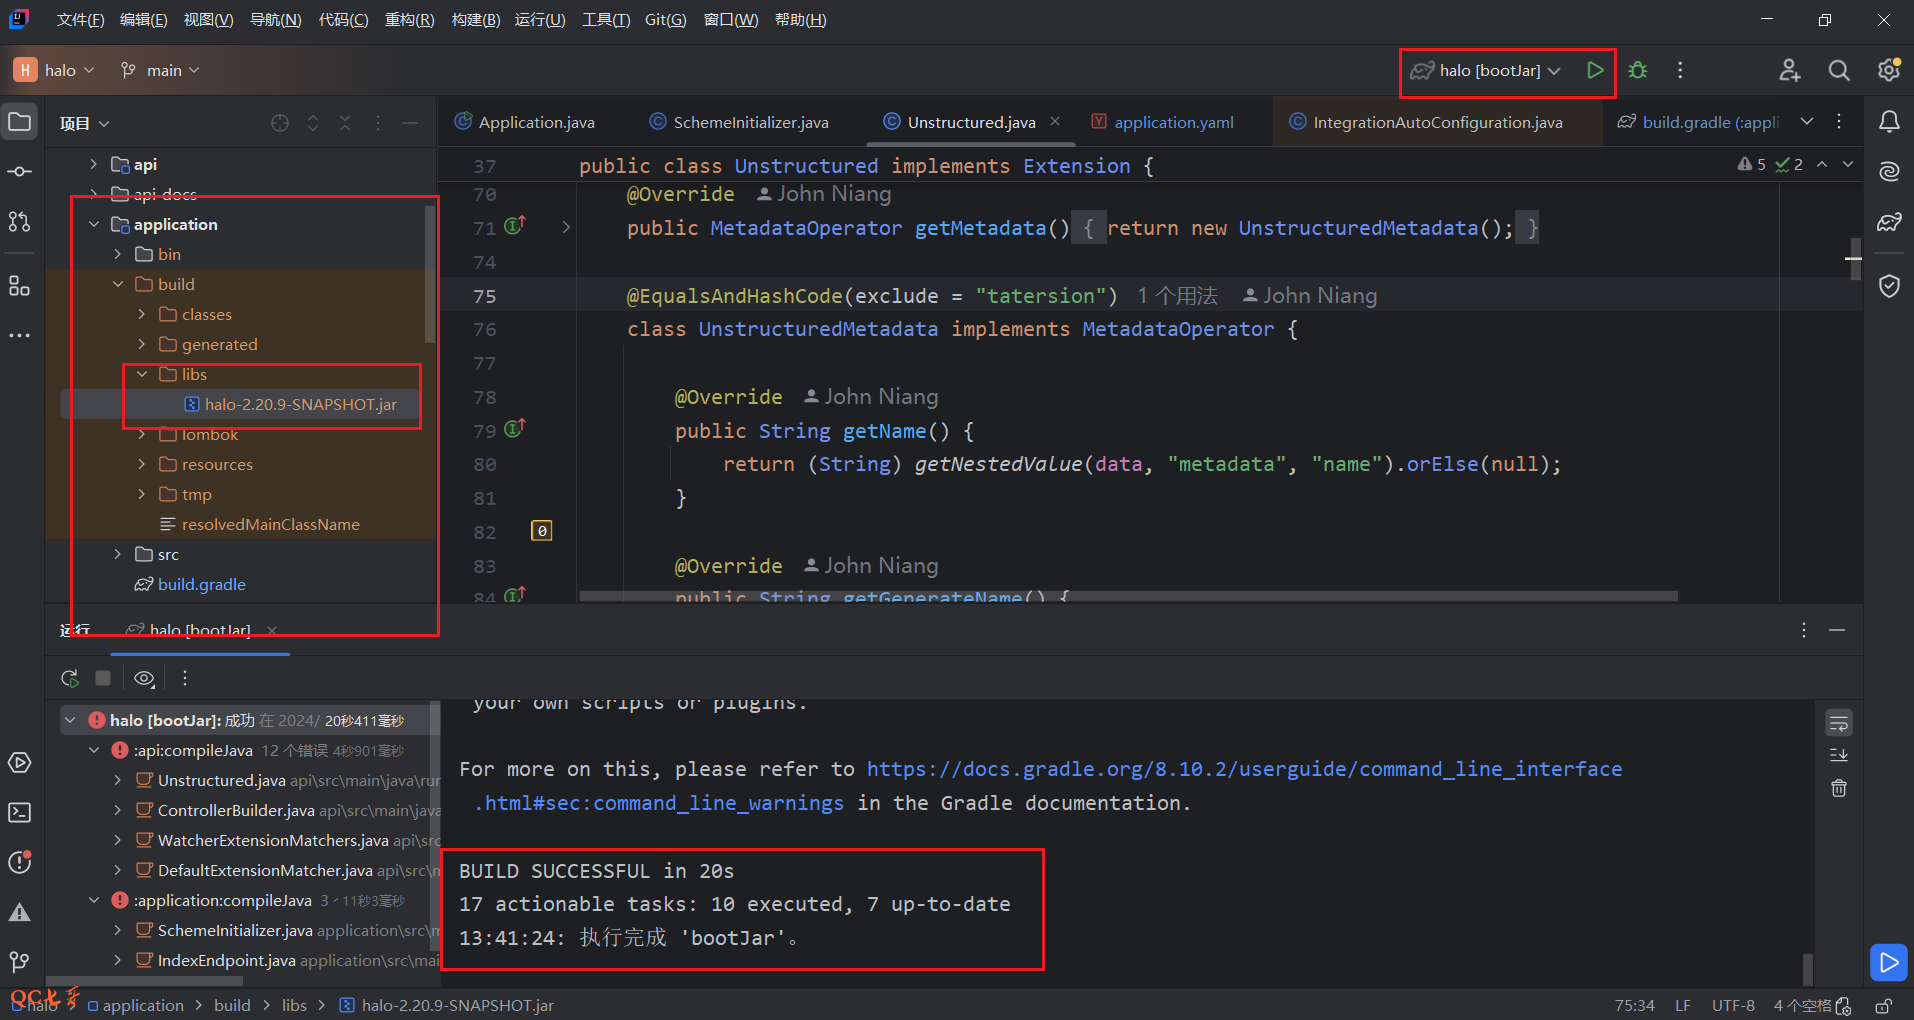 文件(F) 编辑(E) 视图(V) 导航(N) 代码(C) 重构(R) 构建(B) 运行(U) 工具(T) Git(G) 窗口(W) 帮助(H)
H halo main halo [bootJar]
项目
Application.java SchemeInitializer.java Unstructured.java application.yaml IntegrationAutoConfiguration.java build.gradle (:appli
api
api-docs
application
bin
build
classes
generated
libs
halo-2.20.9-SNAPSHOT.jar
lombok
resources
tmp
resolvedMainClassName
src
build.gradle
37 public class Unstructured implements Extension { 5 2
70 @Override John Niang
71 public MetadataOperator getMetadata() { return new UnstructuredMetadata(); }
74
75 @EqualsAndHashCode(exclude = "tatersion") 1 个用法 John Niang
76 class UnstructuredMetadata implements MetadataOperator {
77
78 @Override John Niang
79 public String getName() {
80 return (String) getNestedValue(data, "metadata", "name").orElse(null);
81 }
82
83 @Override John Niang
84 public String getGenerateName() {
运行 halo [bootJar]
halo [bootJar]: 成功 在 2024/ 20秒411毫秒
:api:compileJava 12 个错误 4秒901毫秒
Unstructured.java api\src\main\java\run
ControllerBuilder.java api\src\main\java
WatcherExtensionMatchers.java api\src
DefaultExtensionMatcher.java api\src\m
:application:compileJava 3 11秒3毫秒
SchemeInitializer.java application\src\m
IndexEndpoint.java application\src\mai
your own scripts or plugins.
For more on this, please refer to https://docs.gradle.org/8.10.2/userguide/command_line_interface
.html#sec:command_line_warnings in the Gradle documentation.
BUILD SUCCESSFUL in 20s
17 actionable tasks: 10 executed, 7 up-to-date
13:41:24: 执行完成 'bootJar'。
QC七哥
halo application build libs halo-2.20.9-SNAPSHOT.jar 75:34 LF UTF-8 4 个空格